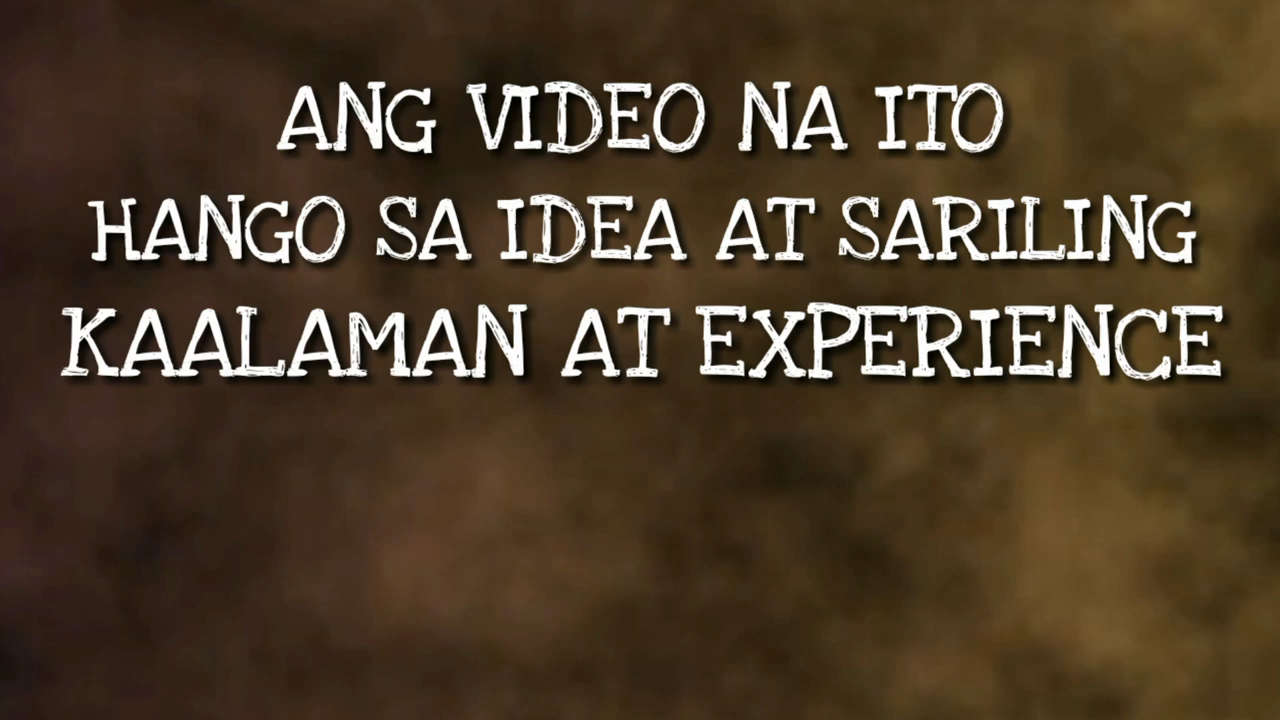 ANG VIDEO NA ITO
HANGO SA IDEA AT SARILING
KAALAMAN AT EXPERIENCE